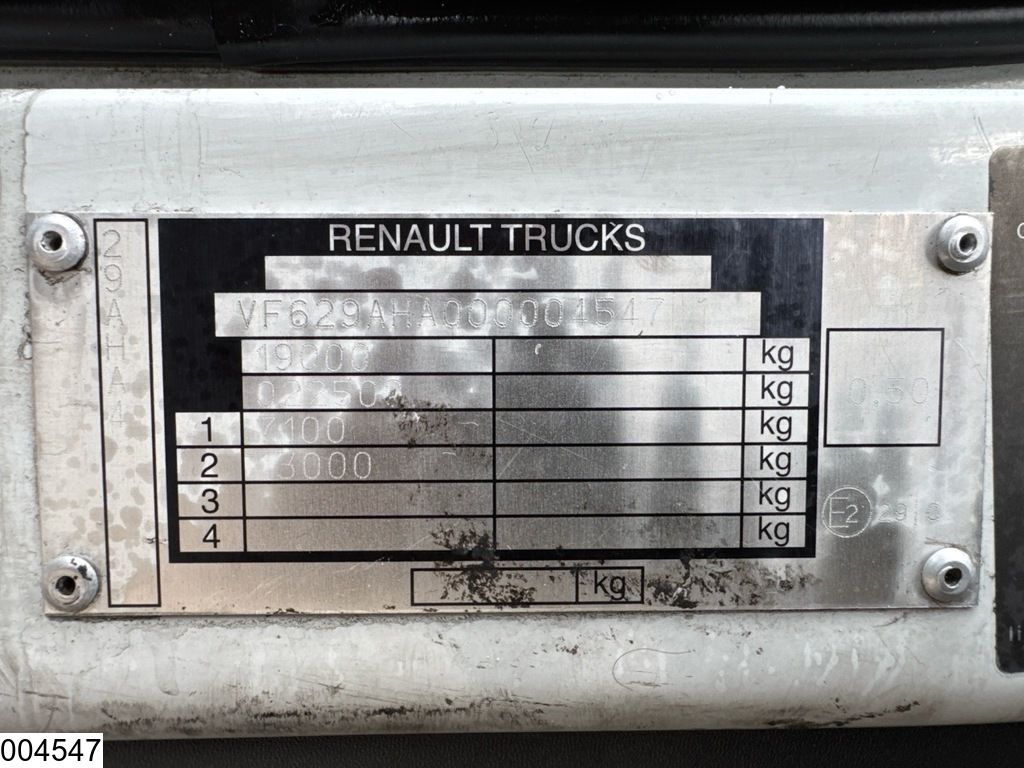 RENAULT TRUCKS
29AHA4
VF629AHA000004547
19000 kg
kg
1 7100 kg
2 13000 kg
3 kg
4 kg
kg
0.50
E2
004547